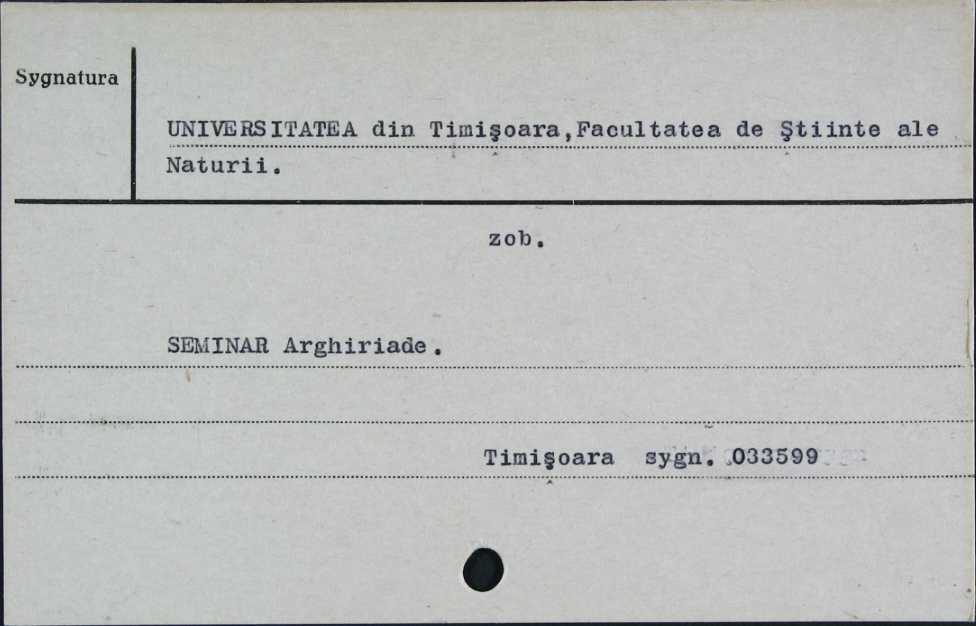 Sygnatura
UNIVERSITATEA din Timişoara,Facultatea de Ştiinte ale
Naturii.
zob.
SEMINAR Arghiriade.
Timişoara sygn. 033599